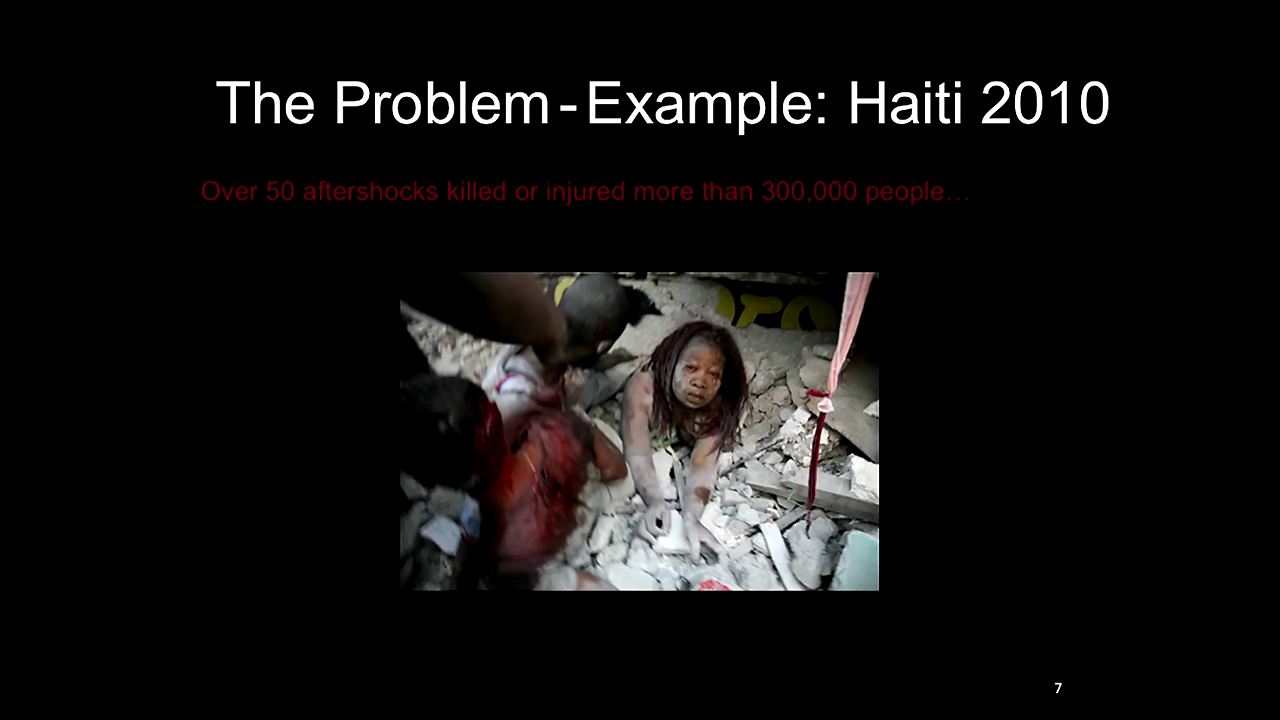 The Problem - Example: Haiti 2010
Over 50 aftershocks killed or injured more than 300,000 people…
7